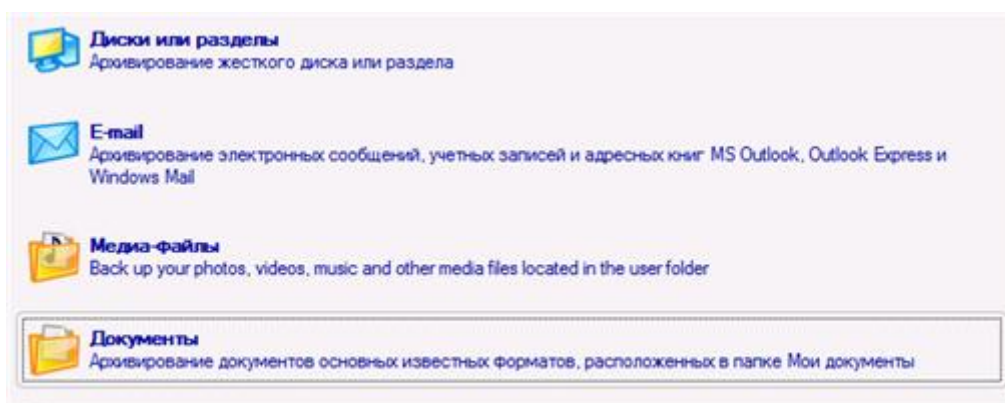 Диски или разделы
Архивирование жесткого диска или раздела
E-mail
Архивирование электронных сообщений, учетных записей и адресных книг MS Outlook, Outlook Express и
Windows Mail
Медиа-файлы
Back up your photos, videos, music and other media files located in the user folder
Документы
Архивирование документов основных известных форматов, расположенных в папке Мои документы